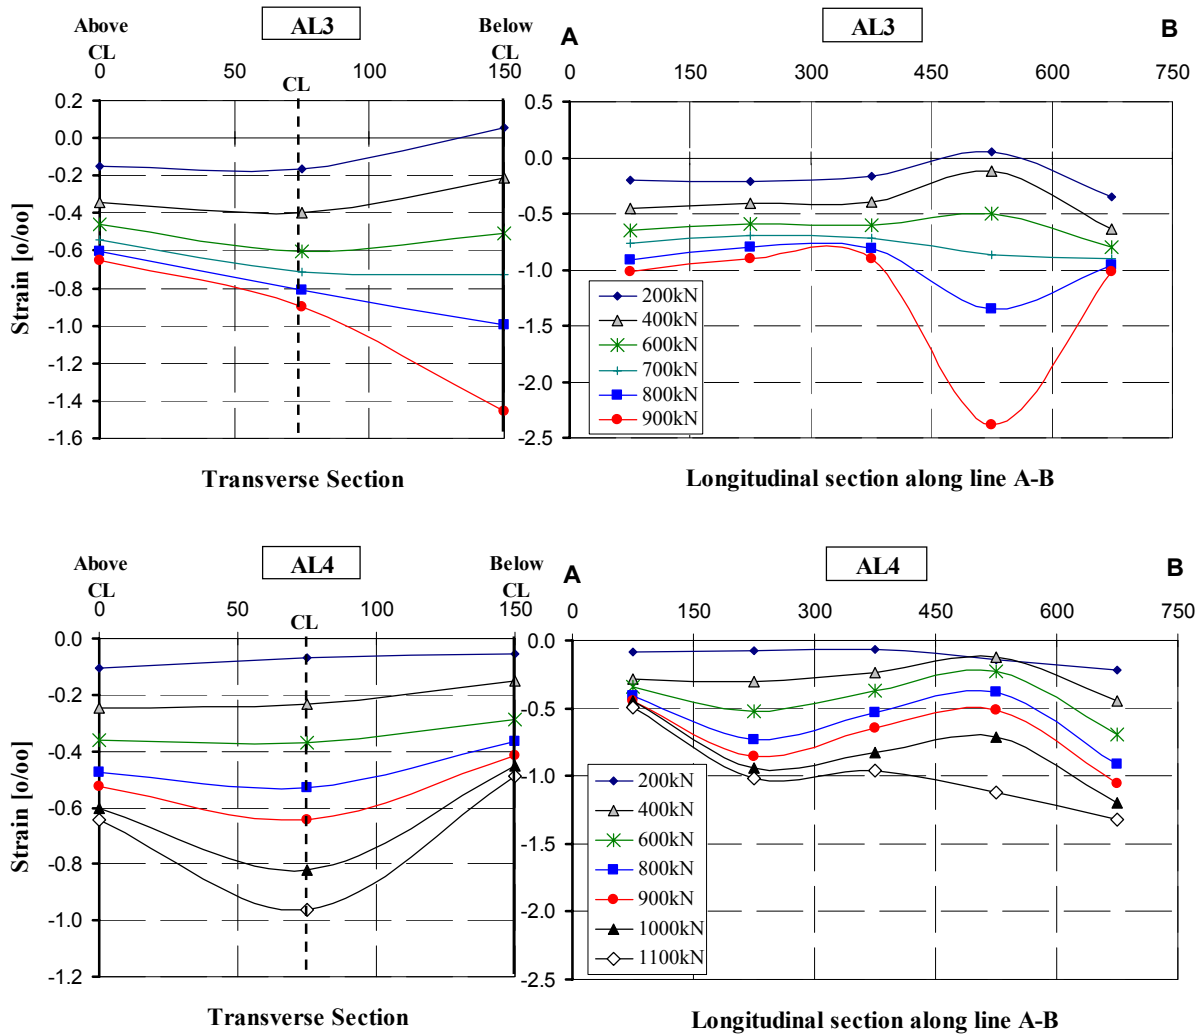 Above CL
AL3
Below CL
0 50 100 150
CL
0.2
0.0
-0.2
-0.4
-0.6
-0.8
-1.0
-1.2
-1.4
-1.6
Strain [o/oo]
Transverse Section
A
AL3
B
0 150 300 450 600 750
0.5
0.0
-0.5
-1.0
-1.5
-2.0
-2.5
200kN
400kN
600kN
700kN
800kN
900kN
Longitudinal section along line A-B
Above CL
AL4
Below CL
0 50 100 150
CL
0.0
-0.2
-0.4
-0.6
-0.8
-1.0
-1.2
Strain [o/oo]
Transverse Section
A
AL4
B
0 150 300 450 600 750
0.0
-0.5
-1.0
-1.5
-2.0
-2.5
200kN
400kN
600kN
800kN
900kN
1000kN
1100kN
Longitudinal section along line A-B